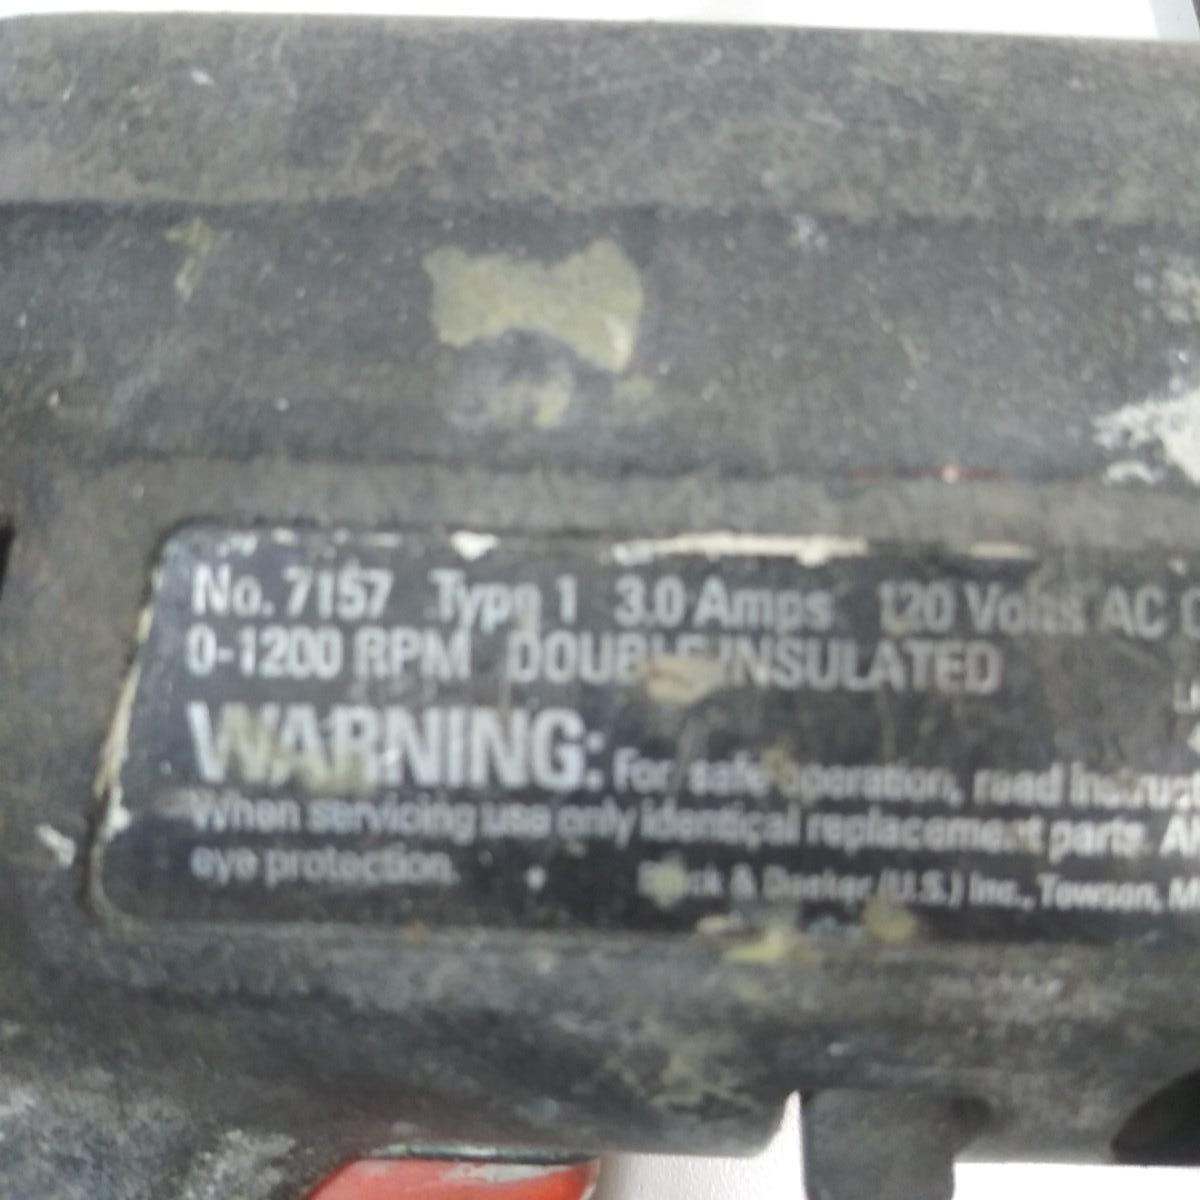 No. 7157 Type 1 3.0 Amps 120 Volts AC
0-1200 RPM DOUBLE INSULATED
WARNING: For safe operation, read
When servicing use only identical replacement parts.
eye protection. Black & Decker (U.S.) Inc., Towson,